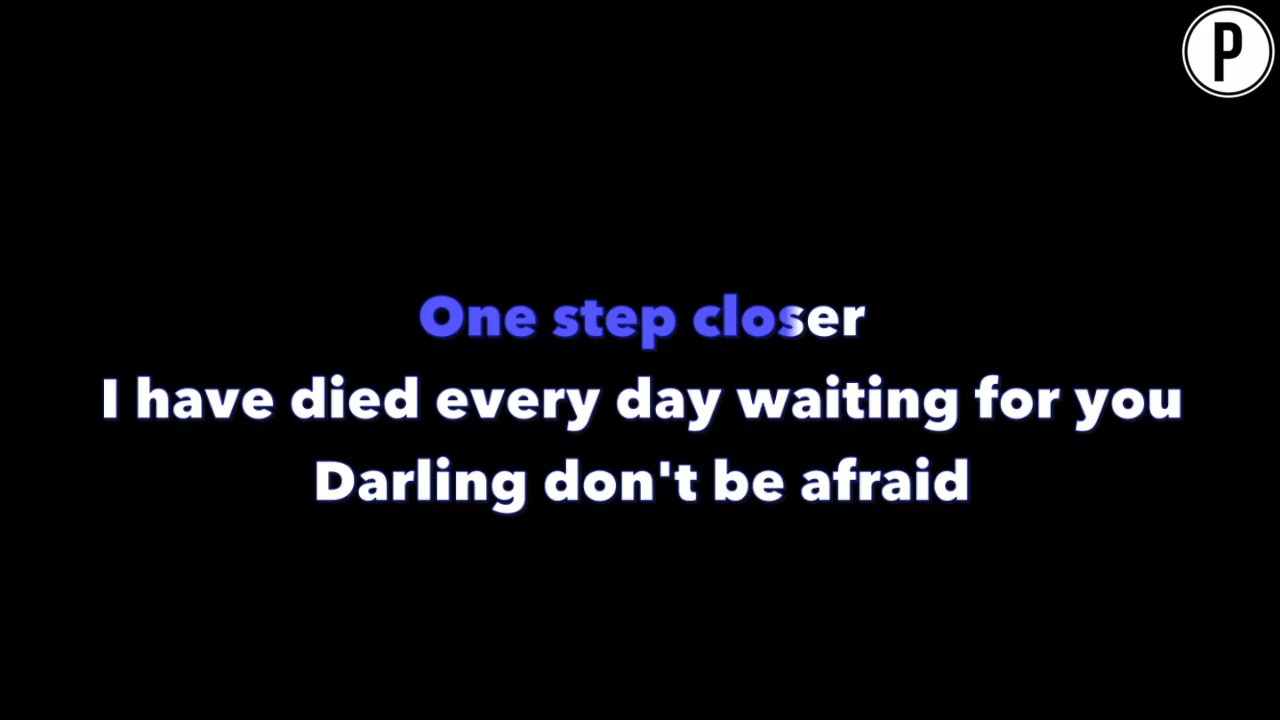 P
One step closer
I have died every day waiting for you
Darling don't be afraid